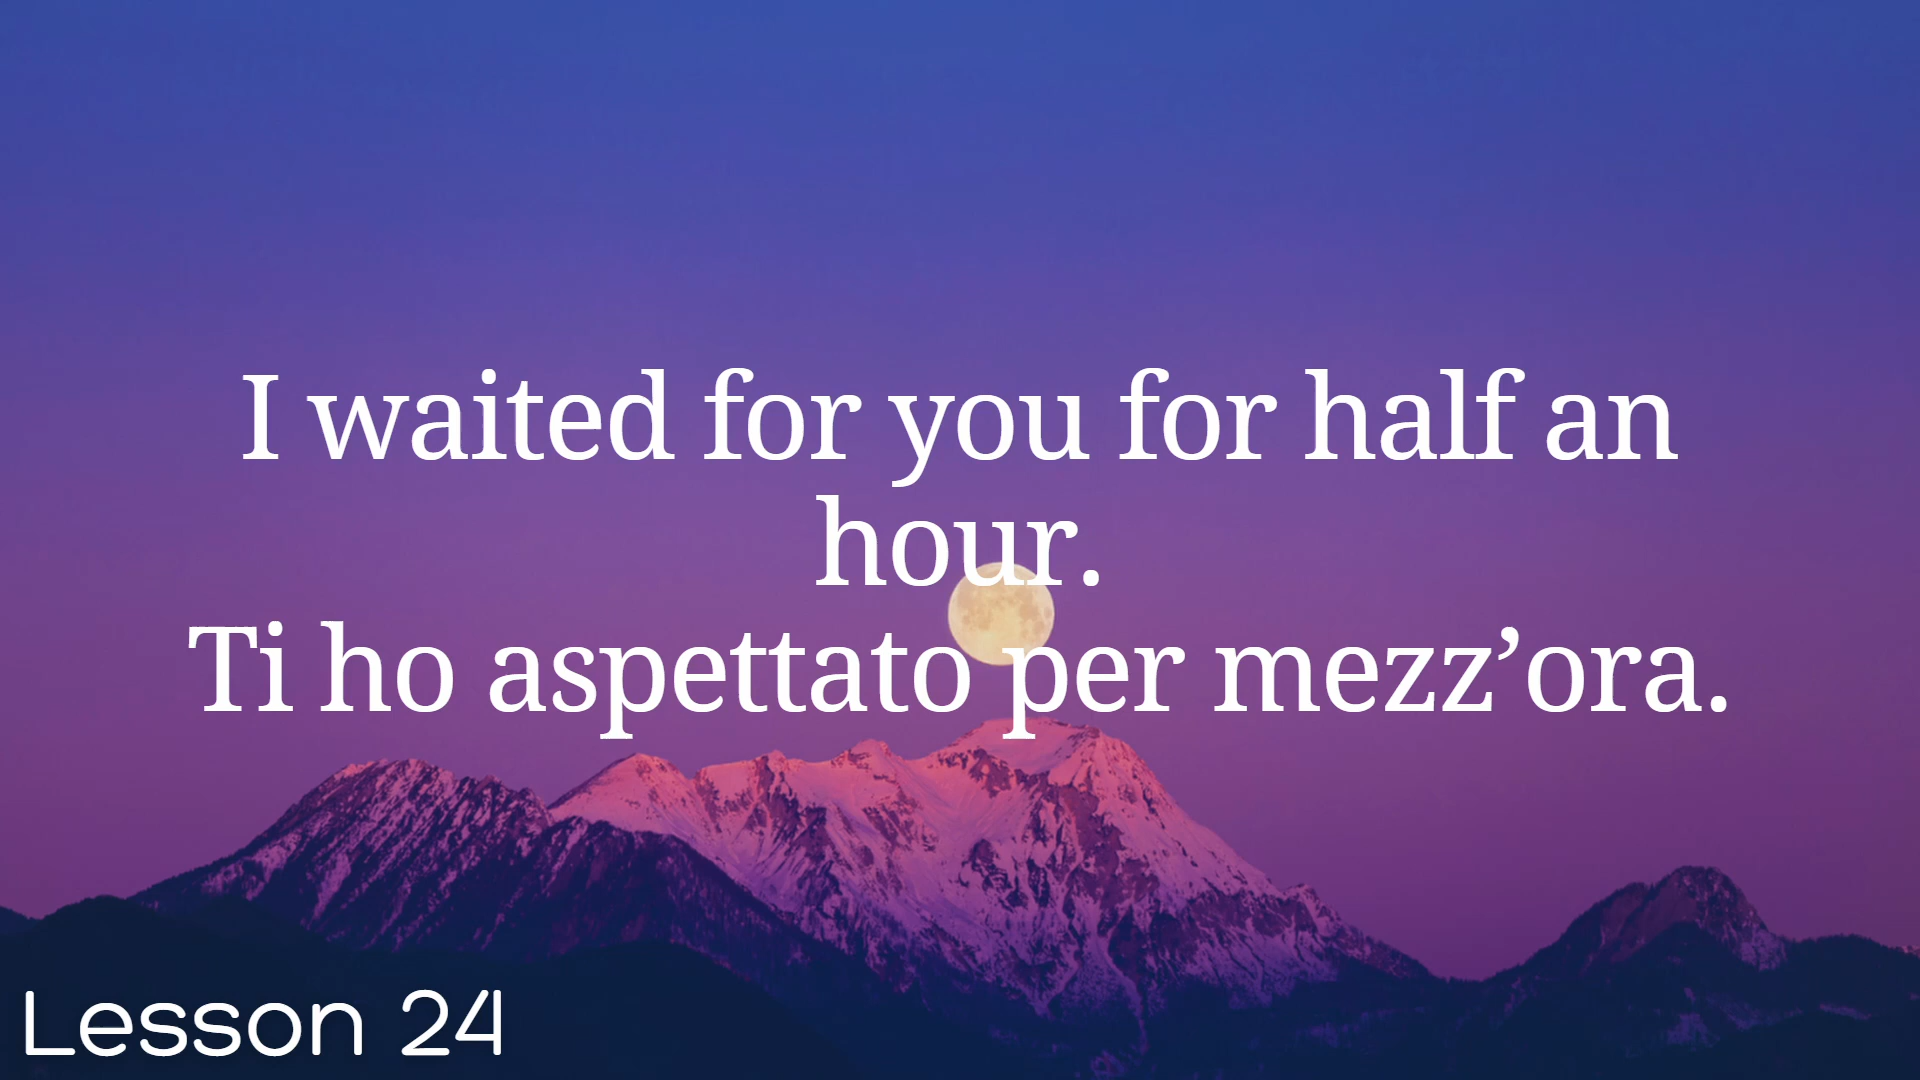 I waited for you for half an
hour.
Ti ho aspettato per mezz’ora.
Lesson 24